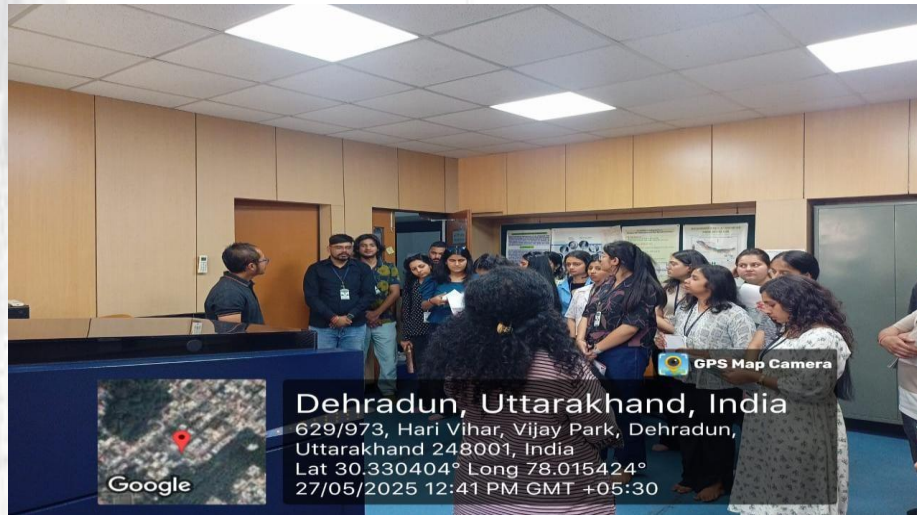 GPS Map Camera
Dehradun, Uttarakhand, India
629/973, Hari Vihar, Vijay Park, Dehradun,
Uttarakhand 248001, India
Lat 30.330404° Long 78.015424°
27/05/2025 12:41 PM GMT +05:30
Google